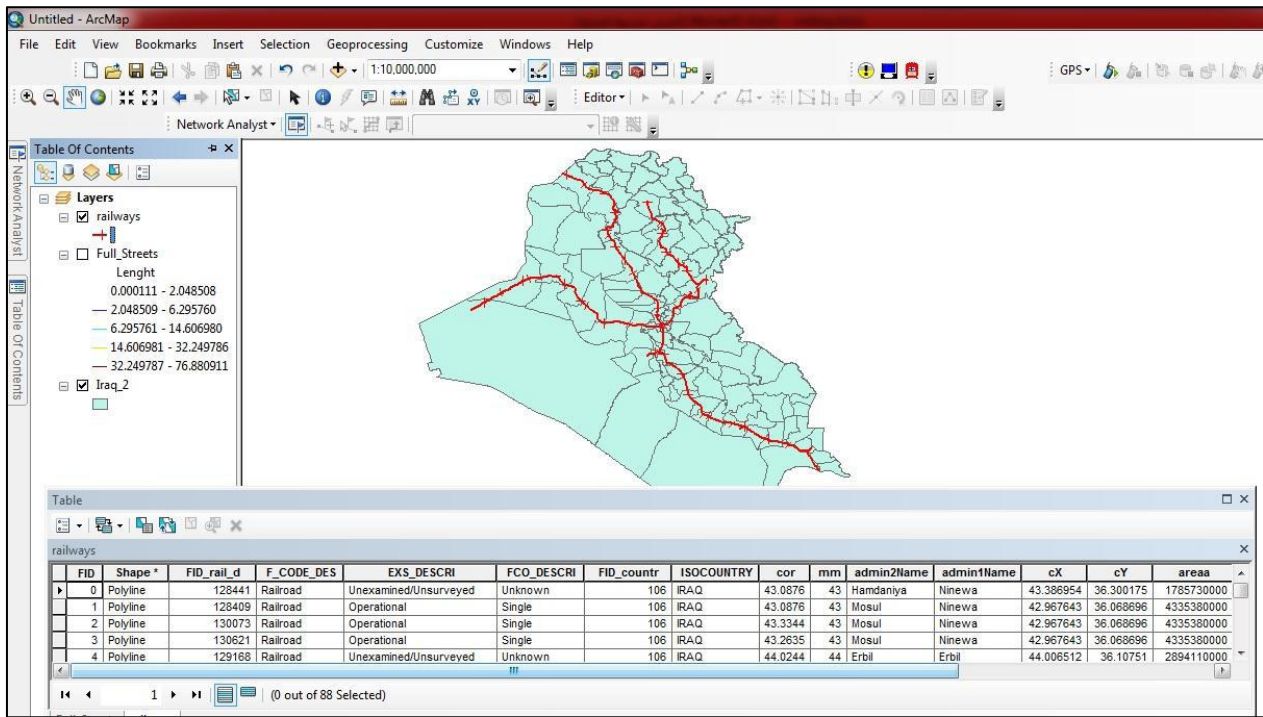 Untitled - ArcMap
File Edit View Bookmarks Insert Selection Geoprocessing Customize Windows Help
1:10,000,000
GPS
Editor
Network Analyst
Table Of Contents
Network Analyst
Table Of Contents
Layers
railways
Full_Streets
Lenght
0.000111 - 2.048508
2.048509 - 6.295760
6.295761 - 14.606980
14.606981 - 32.249786
32.249787 - 76.880911
Iraq_2
Table
railways
FID Shape * FID_rail_d F_CODE_DES EXS_DESCRI FCO_DESCRI FID_countr ISOCOUNTRY cor mm admin2Name admin1Name cX cY areaa
0 Polyline 128441 Railroad Unexamined/Unsurveyed Unknown 106 IRAQ 43.0876 43 Hamdaniya Ninewa 43.386954 36.300175 1785730000
1 Polyline 128409 Railroad Operational Single 106 IRAQ 43.0876 43 Mosul Ninewa 42.967643 36.068696 4335380000
2 Polyline 130073 Railroad Operational Single 106 IRAQ 43.3344 43 Mosul Ninewa 42.967643 36.068696 4335380000
3 Polyline 130621 Railroad Operational Single 106 IRAQ 43.2635 43 Mosul Ninewa 42.967643 36.068696 4335380000
4 Polyline 129168 Railroad Unexamined/Unsurveyed Unknown 106 IRAQ 44.0244 44 Erbil Erbil 44.006512 36.10751 2894110000
1 (0 out of 88 Selected)